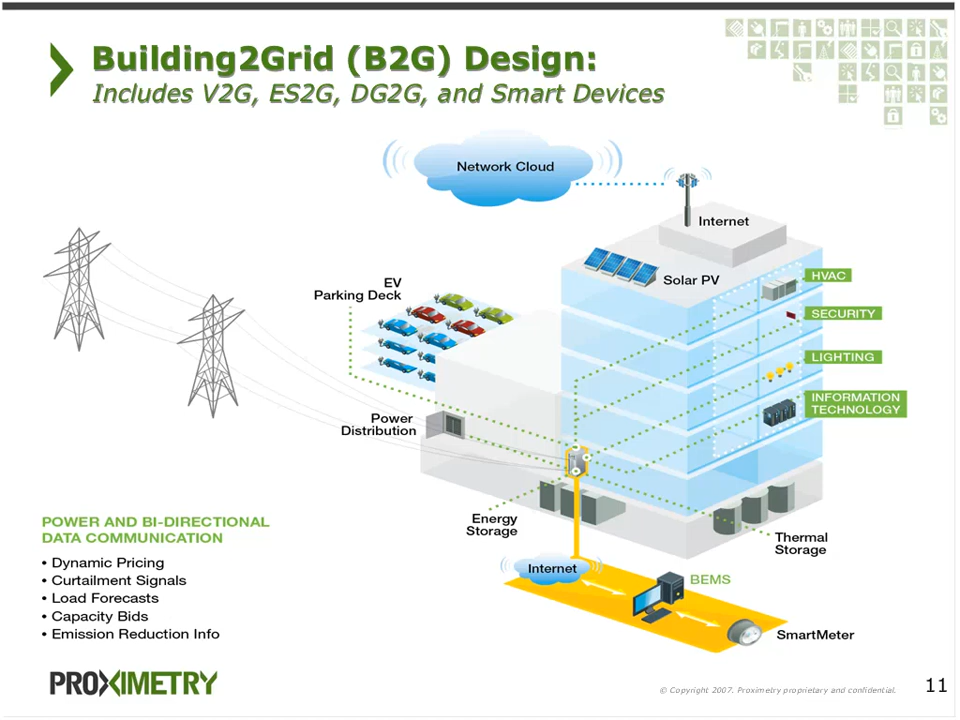 Building2Grid (B2G) Design:
Includes V2G, ES2G, DG2G, and Smart Devices
Network Cloud
Internet
Solar PV
HVAC
SECURITY
LIGHTING
INFORMATION
TECHNOLOGY
EV
Parking Deck
Power
Distribution
Energy
Storage
Thermal
Storage
Internet
BEMS
SmartMeter
POWER AND BI-DIRECTIONAL
DATA COMMUNICATION
• Dynamic Pricing
• Curtailment Signals
• Load Forecasts
• Capacity Bids
• Emission Reduction Info
PROXIMETRY
© Copyright 2007, Proximetry proprietary and confidential.
11